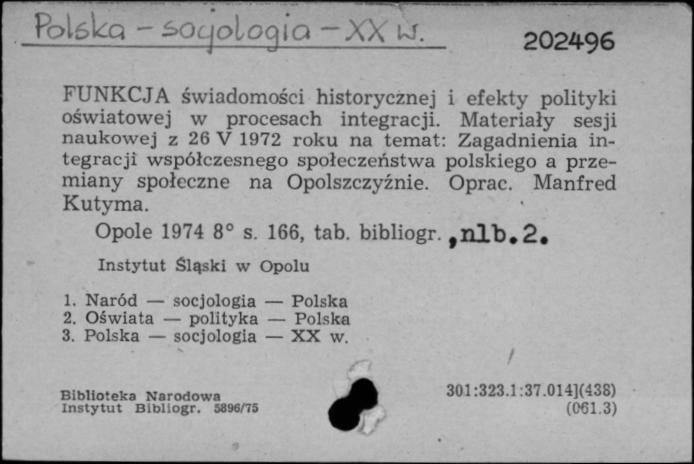 Polska – socjologia – XX w.
202496
FUNKCJA świadomości historycznej i efekty polityki
oświatowej w procesach integracji. Materiały sesji
naukowej z 26 V 1972 roku na temat: Zagadnienia in-
tegracji współczesnego społeczeństwa polskiego a prze-
miany społeczne na Opolszczyźnie. Oprac. Manfred
Kutyma.
Opole 1974 8° s. 166, tab. bibliogr. ,nlb.2.
Instytut Śląski w Opolu
1. Naród — socjologia — Polska
2. Oświata — polityka — Polska
3. Polska — socjologia — XX w.
Biblioteka Narodowa
Instytut Bibliogr. 5896/75
301:323.1:37.014](438)
(061.3)